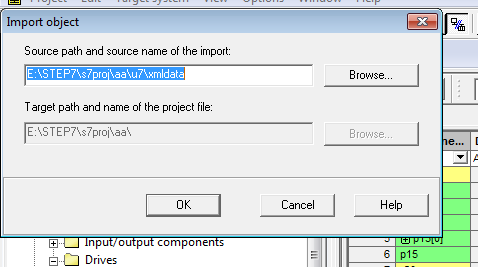 Project Edit Target system View Options Window Help
Import object
Source path and source name of the import:
E:\STEP7\s7proj\aa\u7\xmldata
Browse...
Target path and name of the project file:
E:\STEP7\s7proj\aa\
Browse...
OK
Cancel
Help
ne...
5 p15[0]
6 p15
Input/output components
Drives